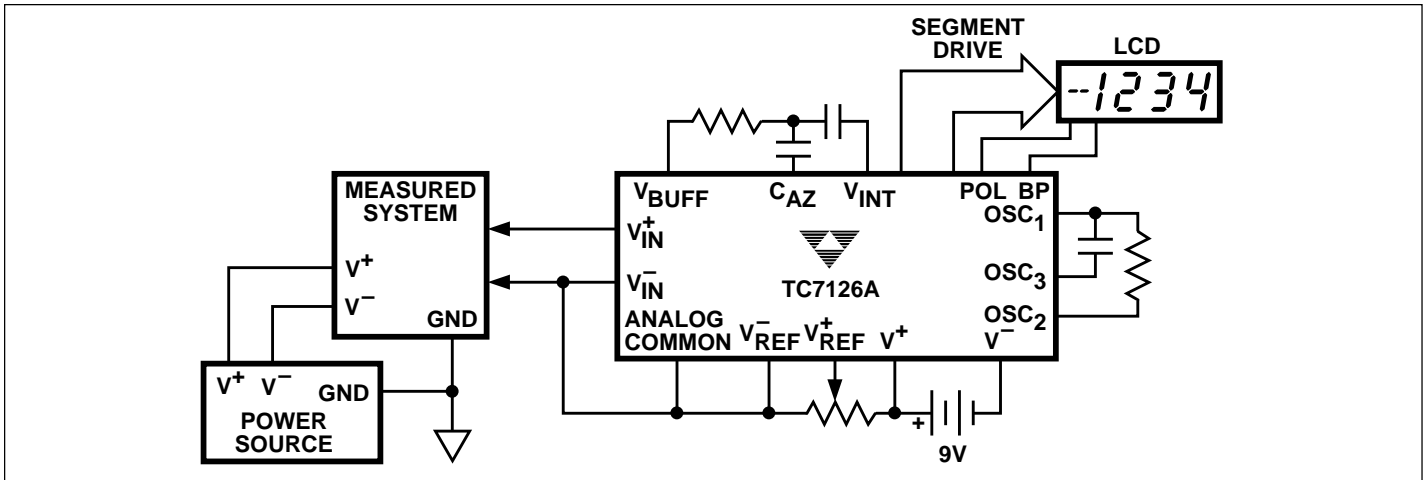 SEGMENT
DRIVE
LCD
--1234
VBUFF
CAZ
VINT
POL BP
MEASURED
SYSTEM
V+
V−
GND
V+IN
V−IN
ANALOG
COMMON
V−REF
V+REF
V+
V−
TC7126A
OSC1
OSC3
OSC2
V+
V−
GND
POWER
SOURCE
+
9V